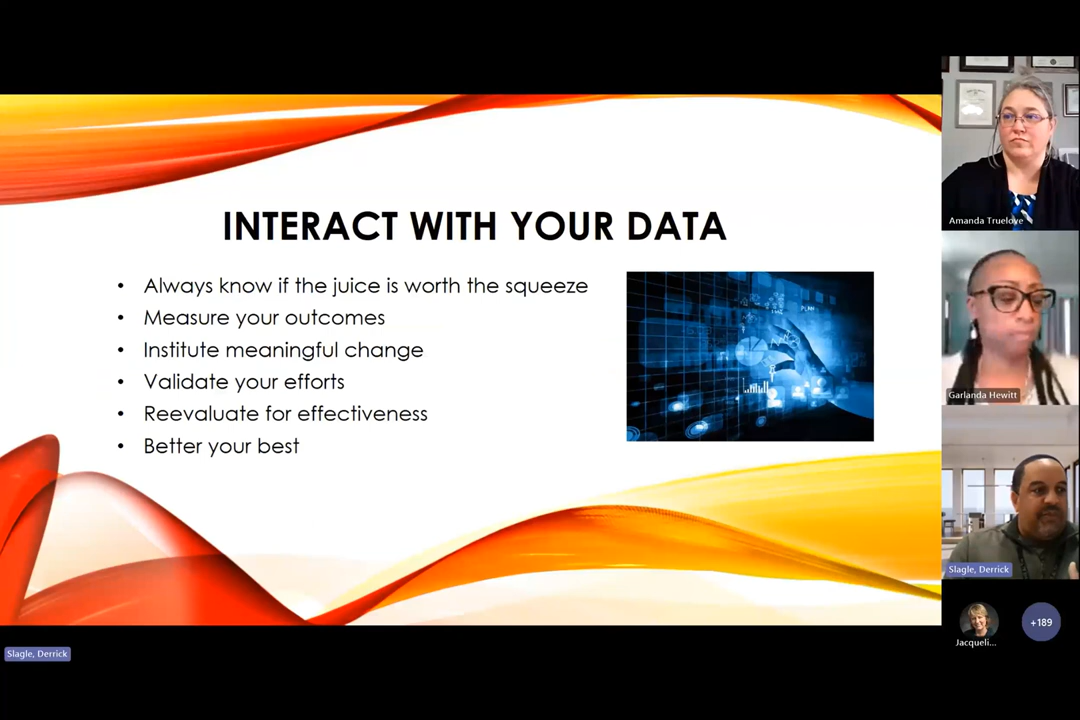 INTERACT WITH YOUR DATA
• Always know if the juice is worth the squeeze
• Measure your outcomes
• Institute meaningful change
• Validate your efforts
• Reevaluate for effectiveness
• Better your best
PLAN
Amanda Truelove
Garlanda Hewitt
Slagle, Derrick
Jacqueli...
+189
Slagle, Derrick